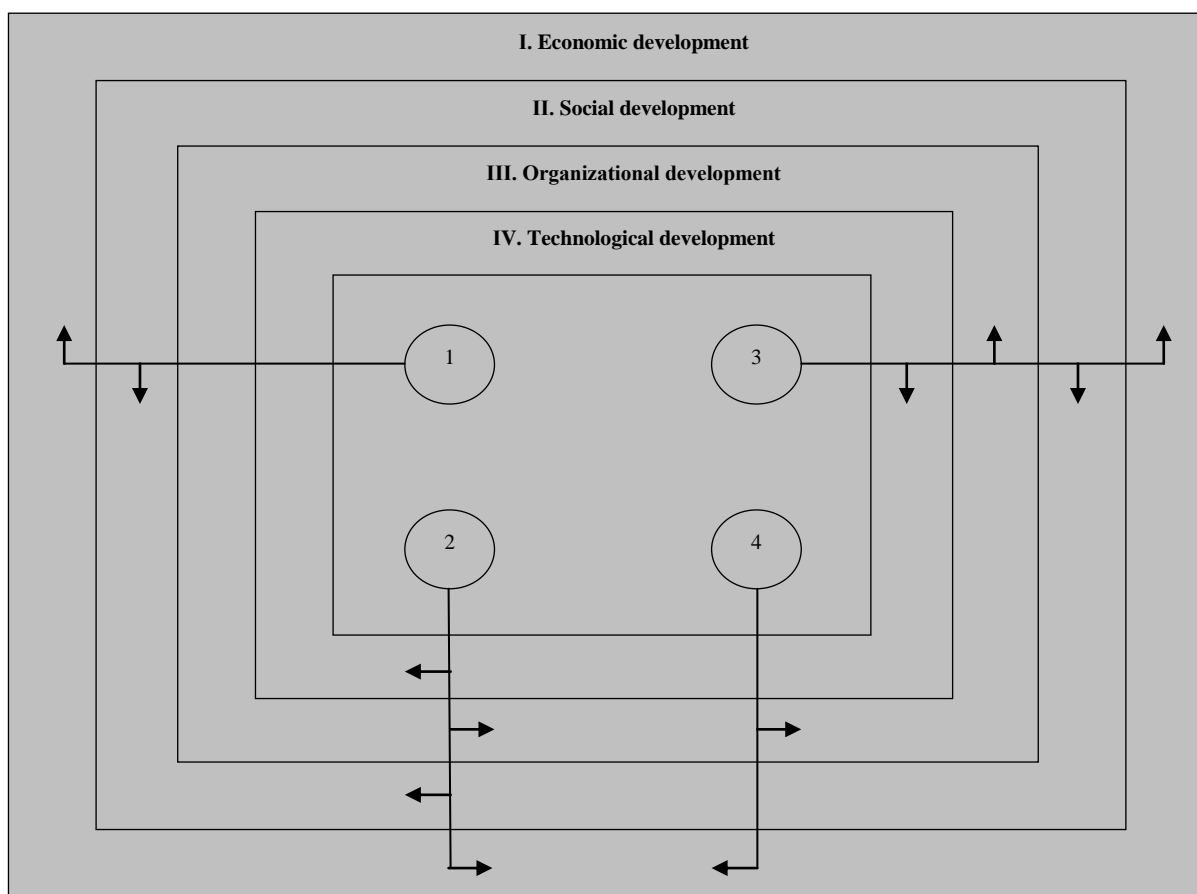 I. Economic development
II. Social development
III. Organizational development
IV. Technological development
1
3
2
4